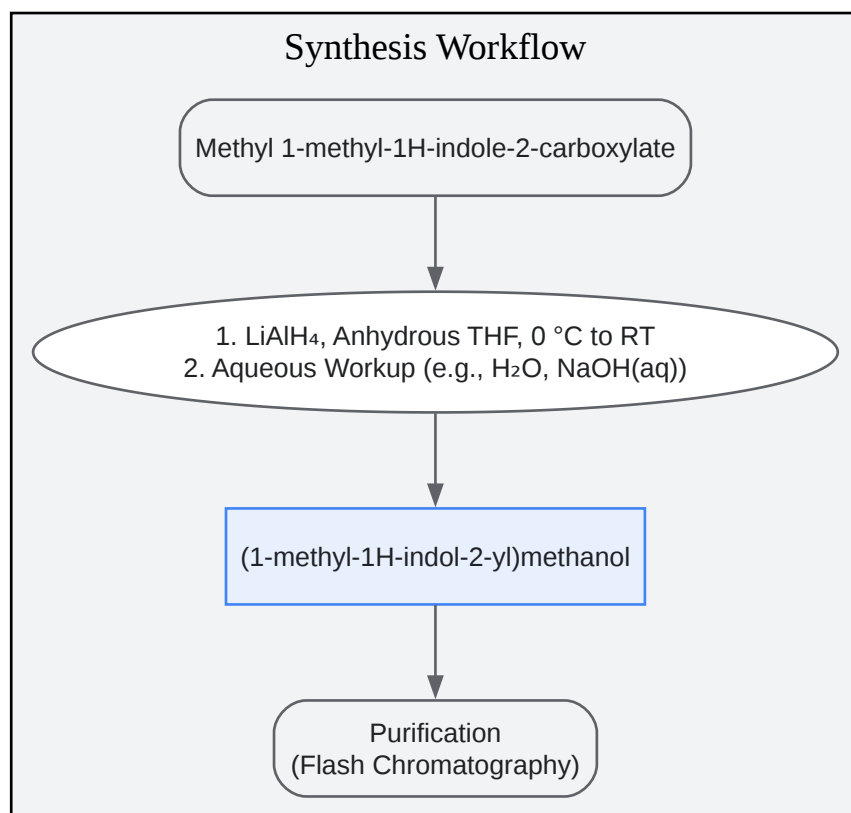 Synthesis Workflow
Methyl 1-methyl-1H-indole-2-carboxylate
1. LiAlH₄, Anhydrous THF, 0 °C to RT
2. Aqueous Workup (e.g., H₂O, NaOH(aq))
(1-methyl-1H-indol-2-yl)methanol
Purification
(Flash Chromatography)